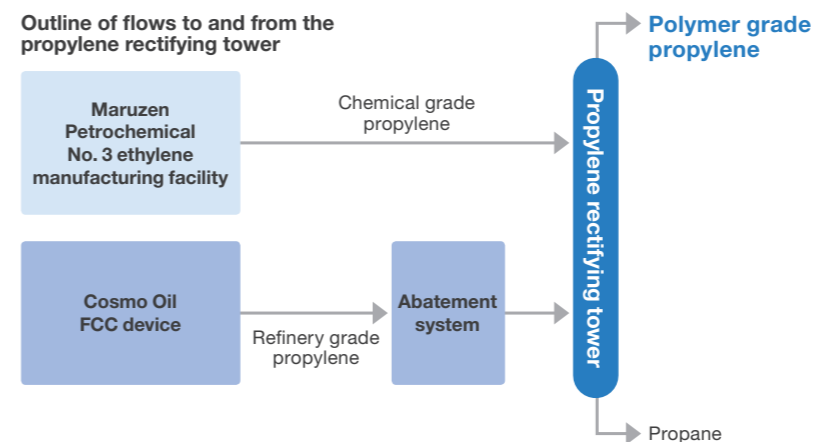 Outline of flows to and from the
propylene rectifying tower
Polymer grade
propylene
Maruzen
Petrochemical
No. 3 ethylene
manufacturing facility
Chemical grade
propylene
Propylene rectifying tower
Cosmo Oil
FCC device
Refinery grade
propylene
Abatement
system
Propane